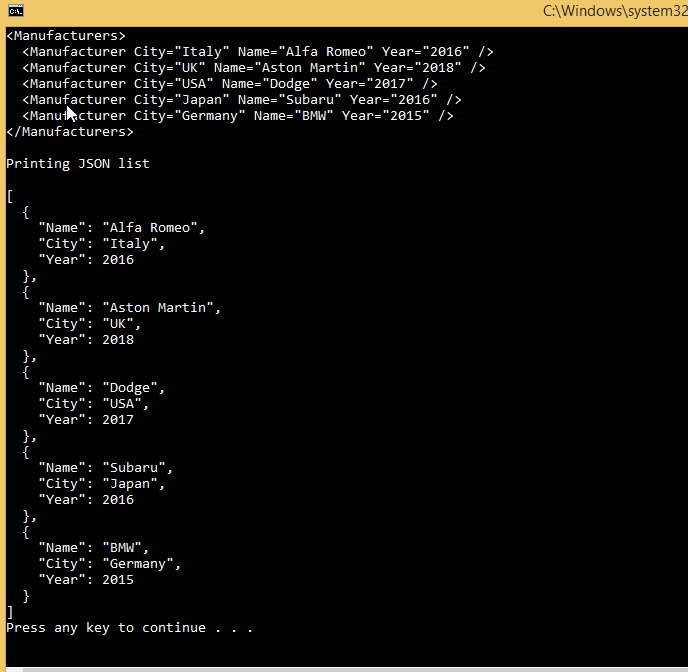 C:\Windows\system32
<Manufacturers>
  <Manufacturer City="Italy" Name="Alfa Romeo" Year="2016" />
  <Manufacturer City="UK" Name="Aston Martin" Year="2018" />
  <Manufacturer City="USA" Name="Dodge" Year="2017" />
  <Manufacturer City="Japan" Name="Subaru" Year="2016" />
  <Manufacturer City="Germany" Name="BMW" Year="2015" />
</Manufacturers>

Printing JSON list

[
  {
    "Name": "Alfa Romeo",
    "City": "Italy",
    "Year": 2016
  },
  {
    "Name": "Aston Martin",
    "City": "UK",
    "Year": 2018
  },
  {
    "Name": "Dodge",
    "City": "USA",
    "Year": 2017
  },
  {
    "Name": "Subaru",
    "City": "Japan",
    "Year": 2016
  },
  {
    "Name": "BMW",
    "City": "Germany",
    "Year": 2015
  }
]
Press any key to continue . . .